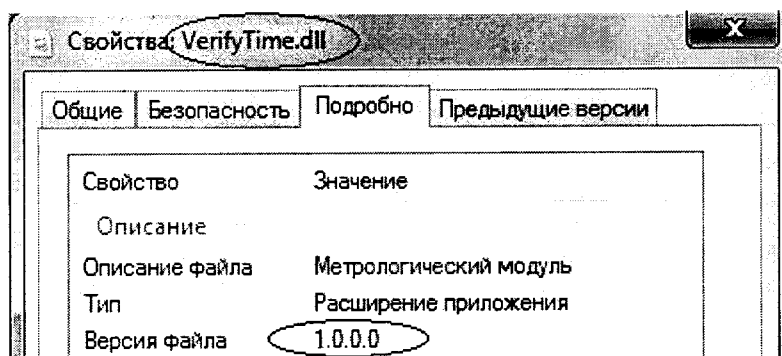 Свойства: VerifyTime.dll
Общие Безопасность Подробно Предыдущие версии
Свойство Значение
Описание
Описание файла Метрологический модуль
Тип Расширение приложения
Версия файла 1.0.0.0